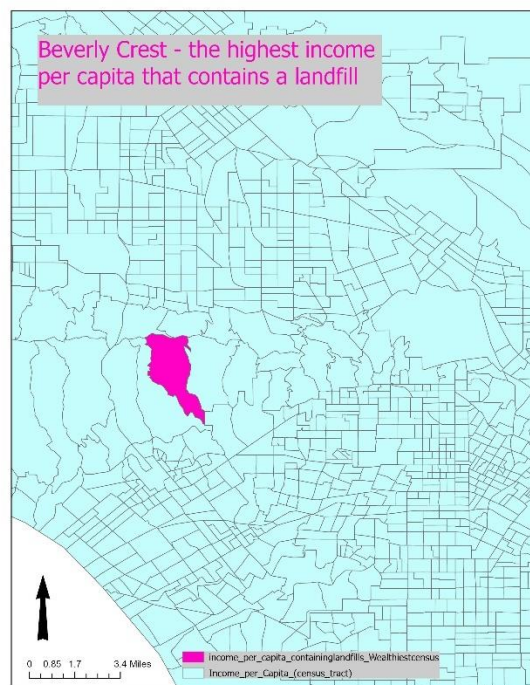 Beverly Crest - the highest income
per capita that contains a landfill
income_per_capita_containinglandfills_Wealthiestcensus
Income_per_Capita_(census_tract)
0 0.85 1.7 3.4 Miles